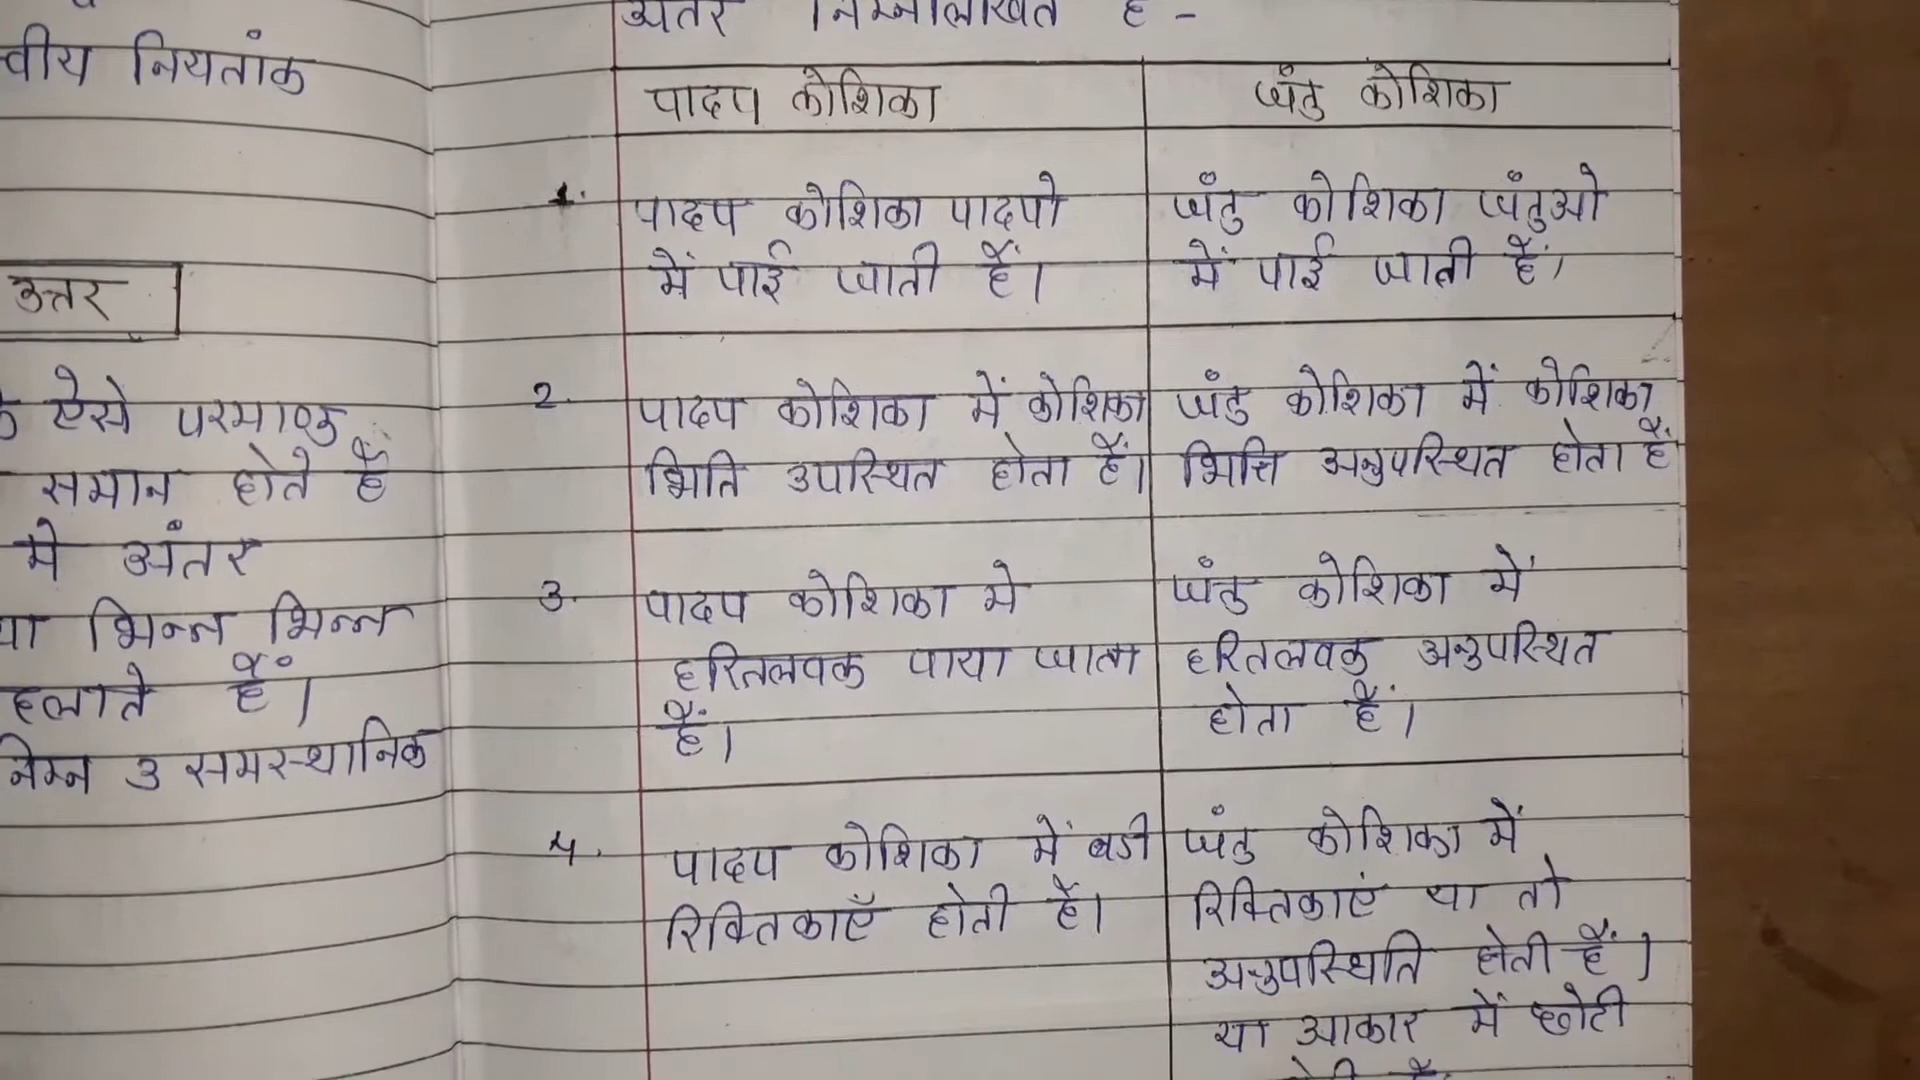 वीय नियतांक
उत्तर
ऐसे परमाणु
समान होते हैं
मे अंतर
या भिन्न भिन्न
हलाते हैं।
निम्न 3 समस्थानिक
अंतर निम्नलिखित है -
पादप कोशिका
जंतु कोशिका
1. पादप कोशिका पादपो
में पाई जाती हैं।
जंतु कोशिका जंतुओ
में पाई जाती हैं।
2. पादप कोशिका में कोशिका
भिति उपस्थित होता हैं।
जंतु कोशिका में कोशिका
भित्ति अनुपस्थित होता हैं
3. पादप कोशिका मे
हरितलवक पाया जाता
हैं।
जंतु कोशिका में
हरितलवक अनुपस्थित
होता हैं।
4. पादप कोशिका में बडी
रिक्तिकाएँ होती हैं।
जंतु कोशिका में
रिक्तिकाएं या तो
अनुपस्थिति होती हैं।
या आकार में छोटी